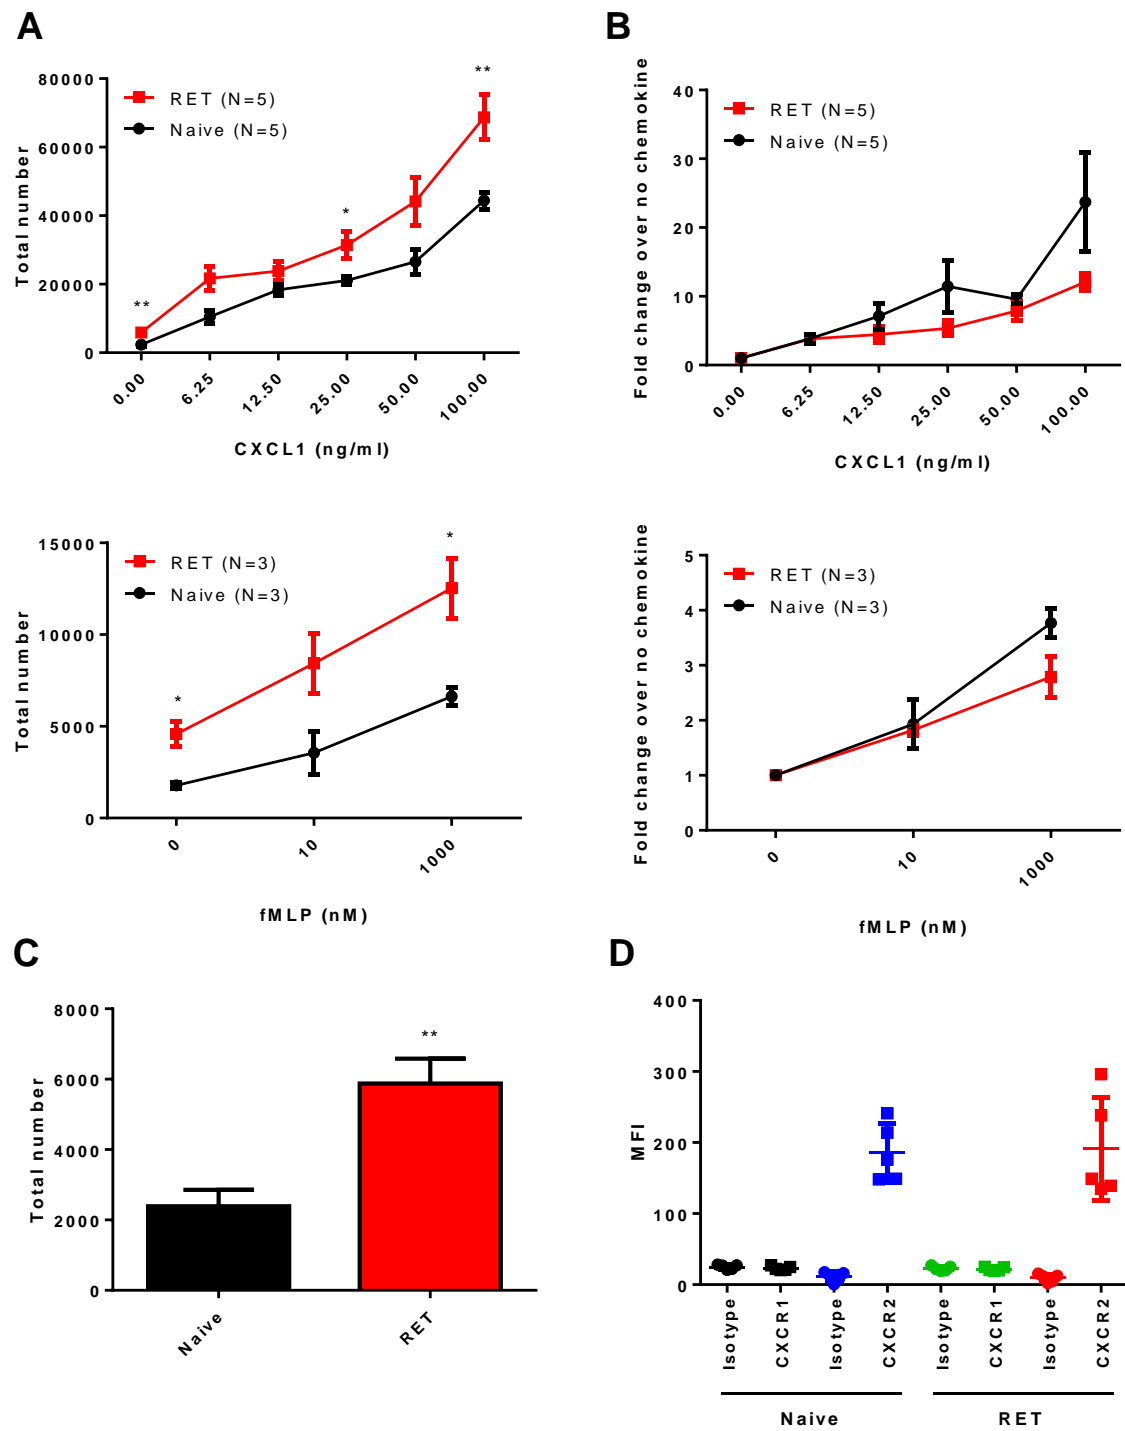 A
Total number
80000
60000
40000
20000
0
RET (N=5)
Naive (N=5)
**
*
**
0.00
6.25
12.50
25.00
50.00
100.00
CXCL1 (ng/ml)
B
Fold change over no chemokine
40
30
20
10
0
RET (N=5)
Naive (N=5)
0.00
6.25
12.50
25.00
50.00
100.00
CXCL1 (ng/ml)
Total number
15000
10000
5000
0
RET (N=3)
Naive (N=3)
*
*
0
10
1000
fMLP (nM)
Fold change over no chemokine
5
4
3
2
1
0
RET (N=3)
Naive (N=3)
0
10
1000
fMLP (nM)
C
Total number
8000
6000
4000
2000
0
**
Naive
RET
D
MFI
400
300
200
100
0
Isotype
CXCR1
Isotype
CXCR2
Isotype
CXCR1
Isotype
CXCR2
Naive
RET